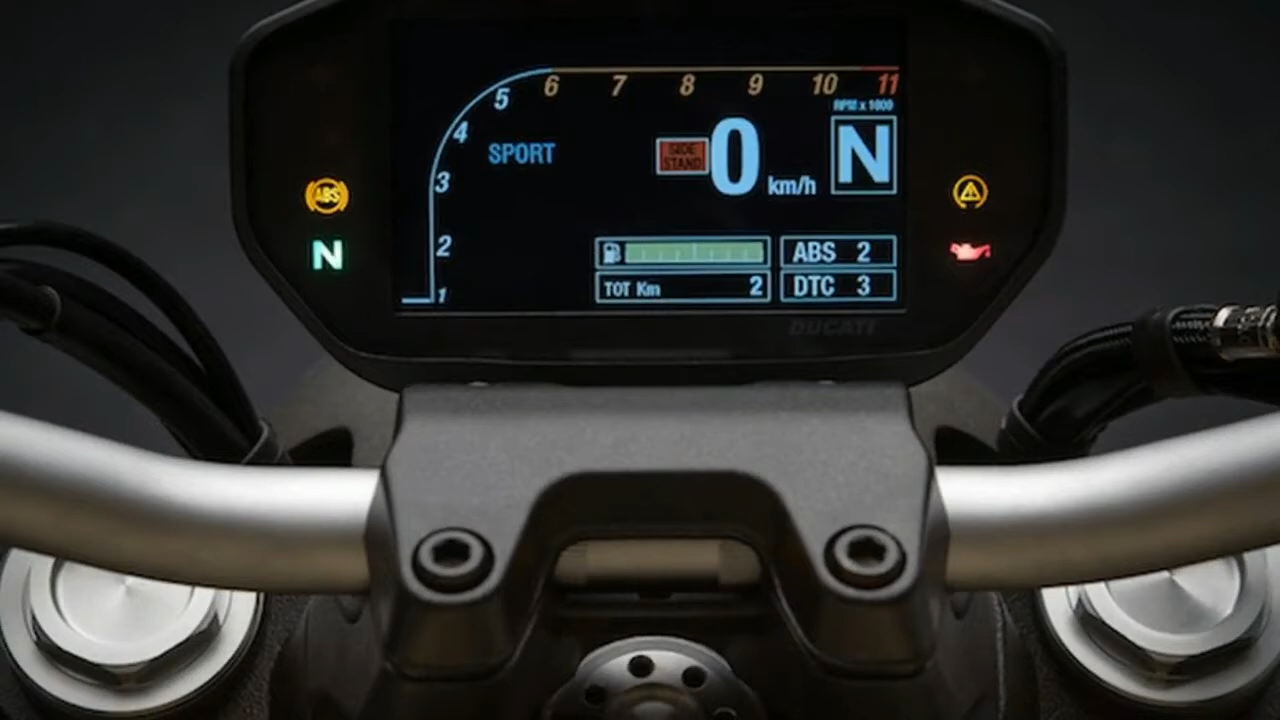 5 6 7 8 9 10 11
RPM x 1000
4
SPORT
SIDE
STAND
0 km/h
N
3
ABS
N
2
ABS 2
TOT Km 2
DTC 3
1
DUCATI